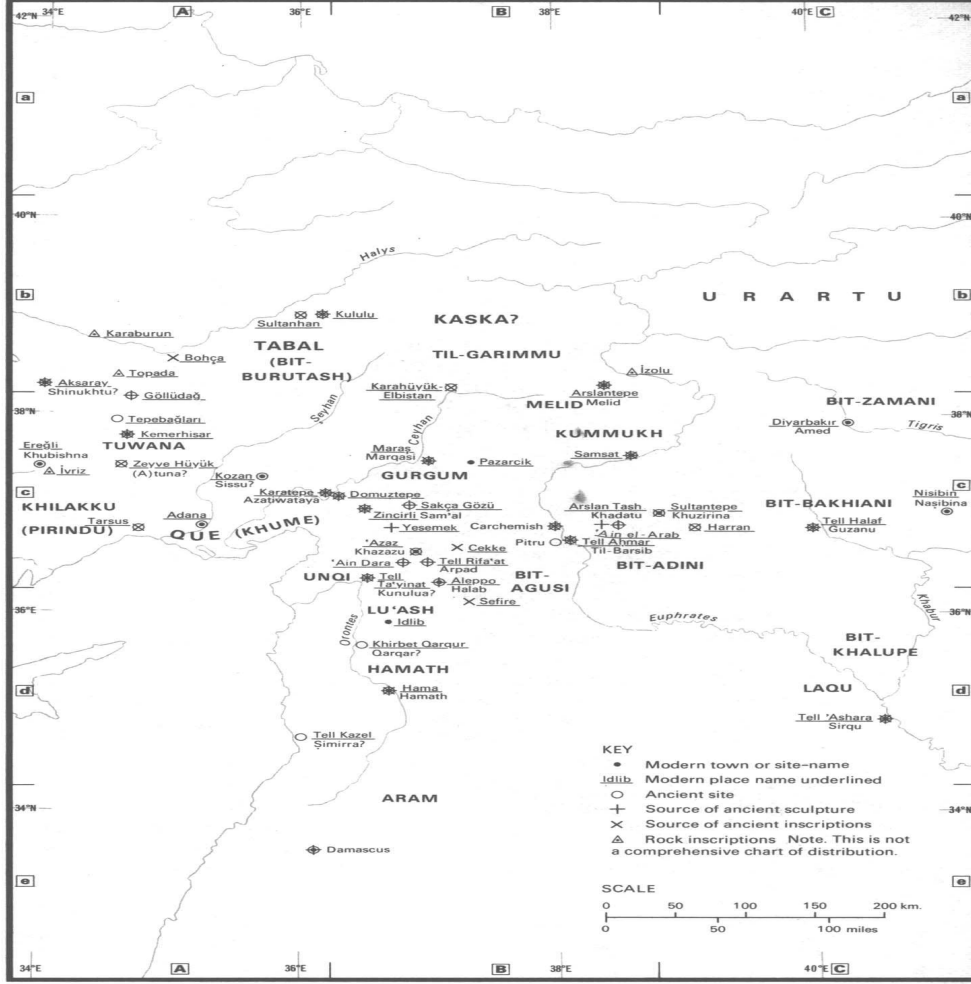 42°N
34°E
A
36°E
B
38°E
40°E
C
42°N
a
a
40°N
40°N
Halys
b
U R A R T U
b
Sultanhan
Kululu
KASKA?
Karaburun
TABAL
(BIT-
BURUTASH)
Bohça
TIL-GARIMMU
Topada
Aksaray
Shinukhtu?
Göllüdağ
Karahüyük-
Elbistan
İzolu
Arslantepe
Melid
MELID
BIT-ZAMANI
38°N
38°N
Seyhan
Ceyhan
Tepebağları
Kemerhisar
TUWANA
KUMMUKH
Diyarbakır
Amed
Tigris
Ereğli
Khubishna
İvriz
Zeyve Hüyük
(A)tuna?
Maraş
Marqasi
Pazarcik
Samsat
Kozan
Sissu?
GURGUM
c
c
KHILAKKU
(PIRINDU)
Karatepe
Azatiwataya
Domuztepe
Sakça Gözü
Zincirli Sam'al
Arslan Tash
Khadatu
Sultantepe
Khuzirina
BIT-BAKHIANI
Nisibin
Naṣibina
Tarsus
Adana
QUE (KHUME)
Yesemek
Carchemish
'Ain el-Arab
Harran
Tell Halaf
Guzanu
'Azaz
Khazazu
Cekke
Pitru
Tell Ahmar
Til-Barsib
'Ain Dara
Tell Rifa'at
Arpad
BIT-ADINI
UNQI
Tell
Ta'yinat
Kunulua?
Aleppo
Halab
BIT-
AGUSI
36°N
36°N
LU'ASH
Sefire
Idlib
Orontes
Euphrates
Khabur
Khirbet Qarqur
Qarqar?
BIT-
KHALUPE
HAMATH
d
Hama
Hamath
LAQU
d
Tell 'Ashara
Sirqu
Tell Kazel
Ṣimirra?
KEY
Modern town or site-name
Idlib Modern place name underlined
Ancient site
Source of ancient sculpture
Source of ancient inscriptions
Rock inscriptions Note. This is not
a comprehensive chart of distribution.
ARAM
34°N
34°N
Damascus
e
e
SCALE
0 50 100 150 200 km.
0 50 100 miles
34°E
A
36°E
B
38°E
40°E
C